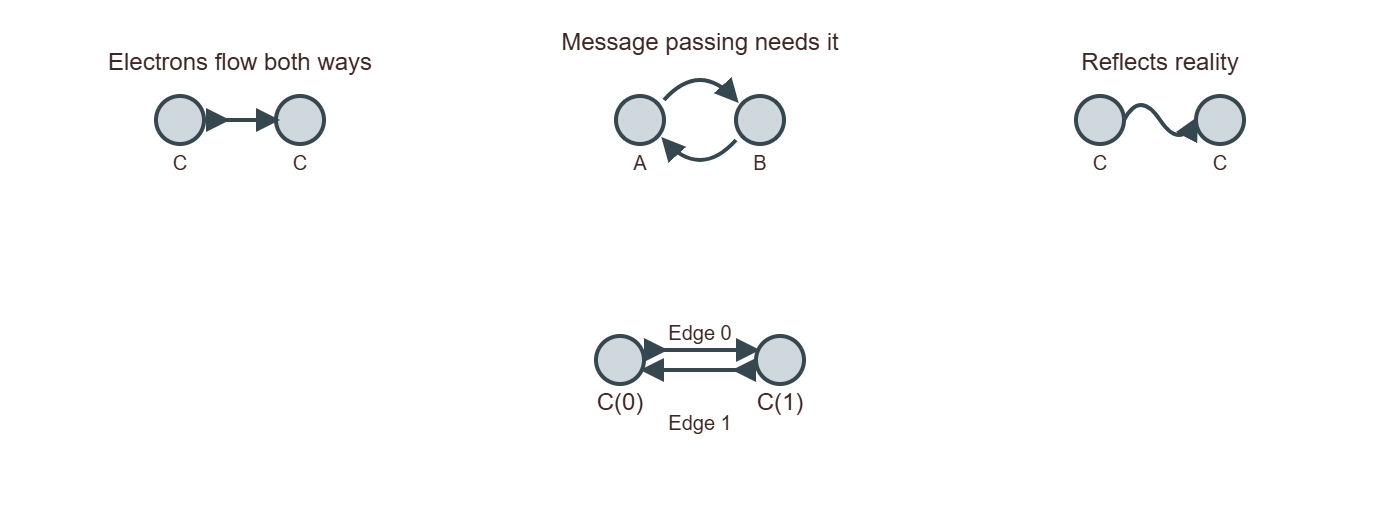 Electrons flow both ways
Message passing needs it
Reflects reality
C
C
A
B
C
C
Edge 0
C(0)
C(1)
Edge 1